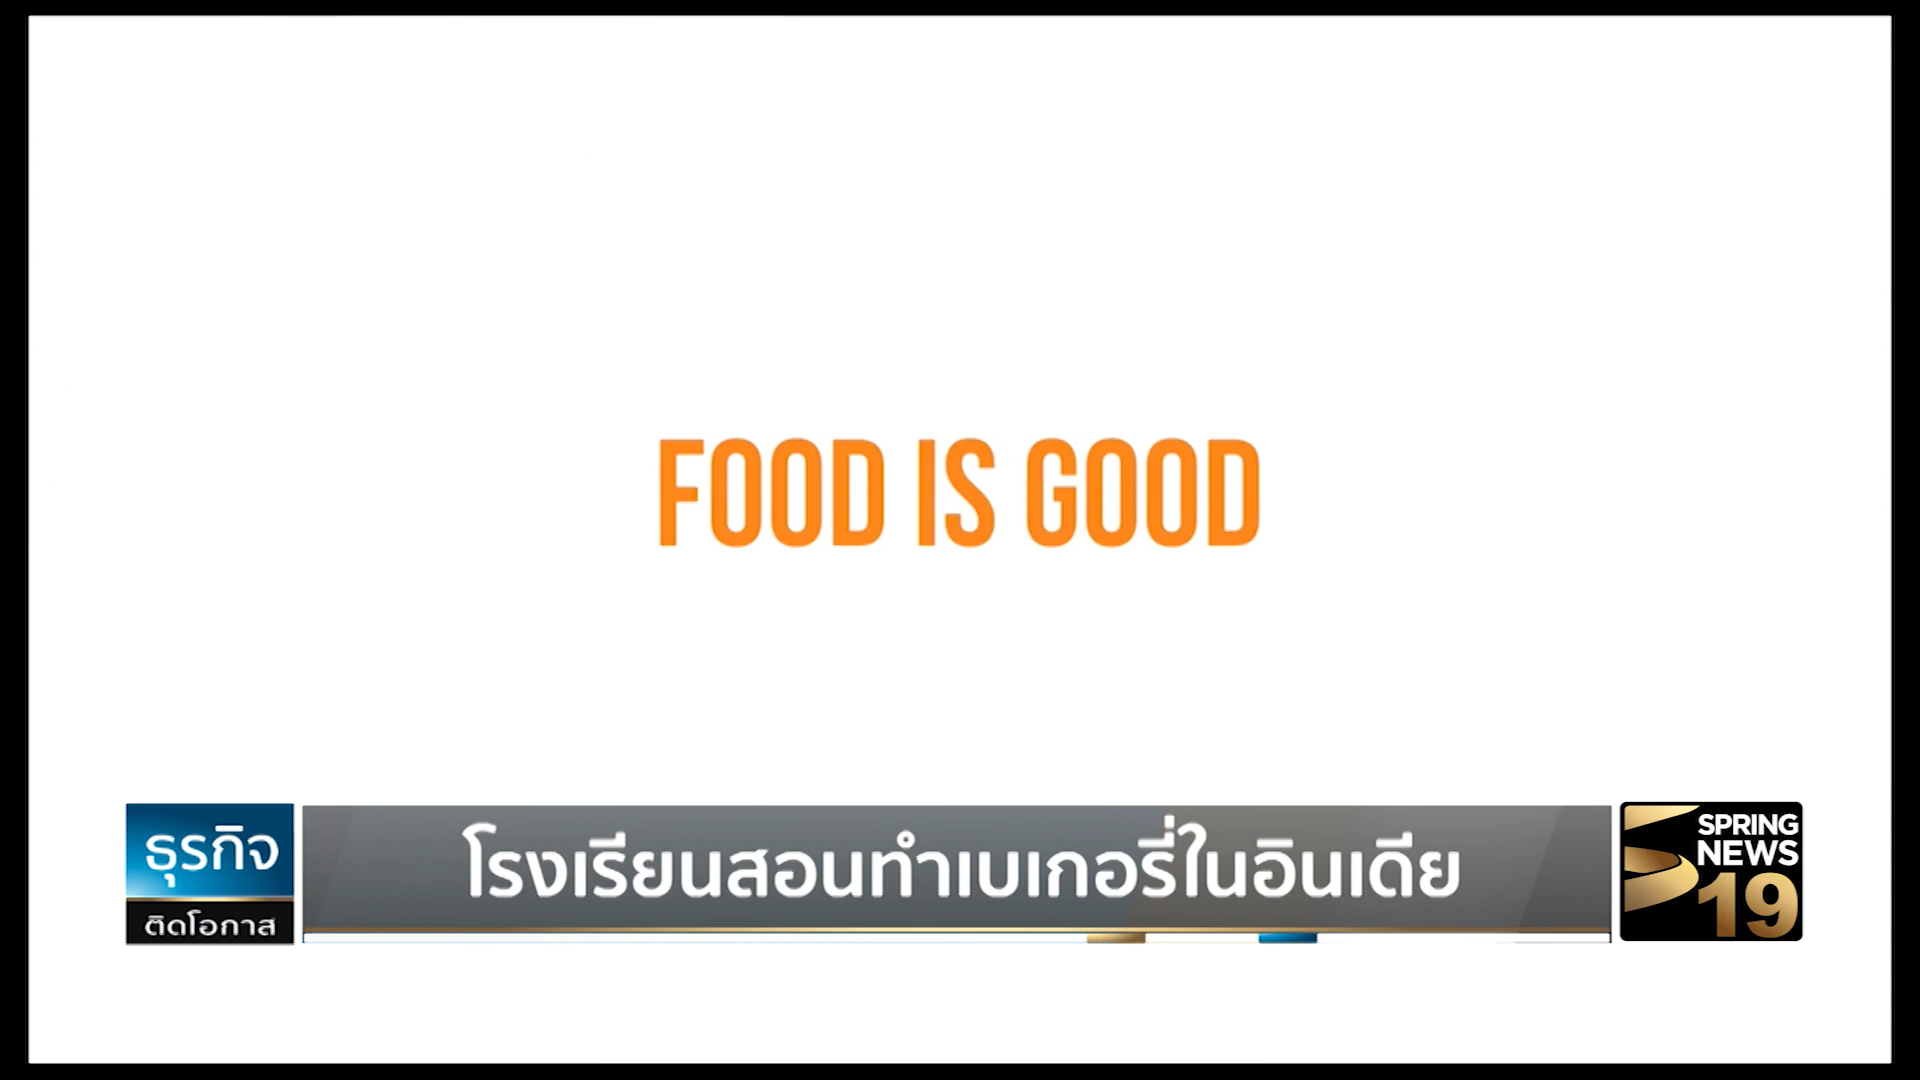 FOOD IS GOOD
ธุรกิจ
ติดโอกาส
โรงเรียนสอนทำเบเกอรี่ในอินเดีย
SPRING
NEWS
19